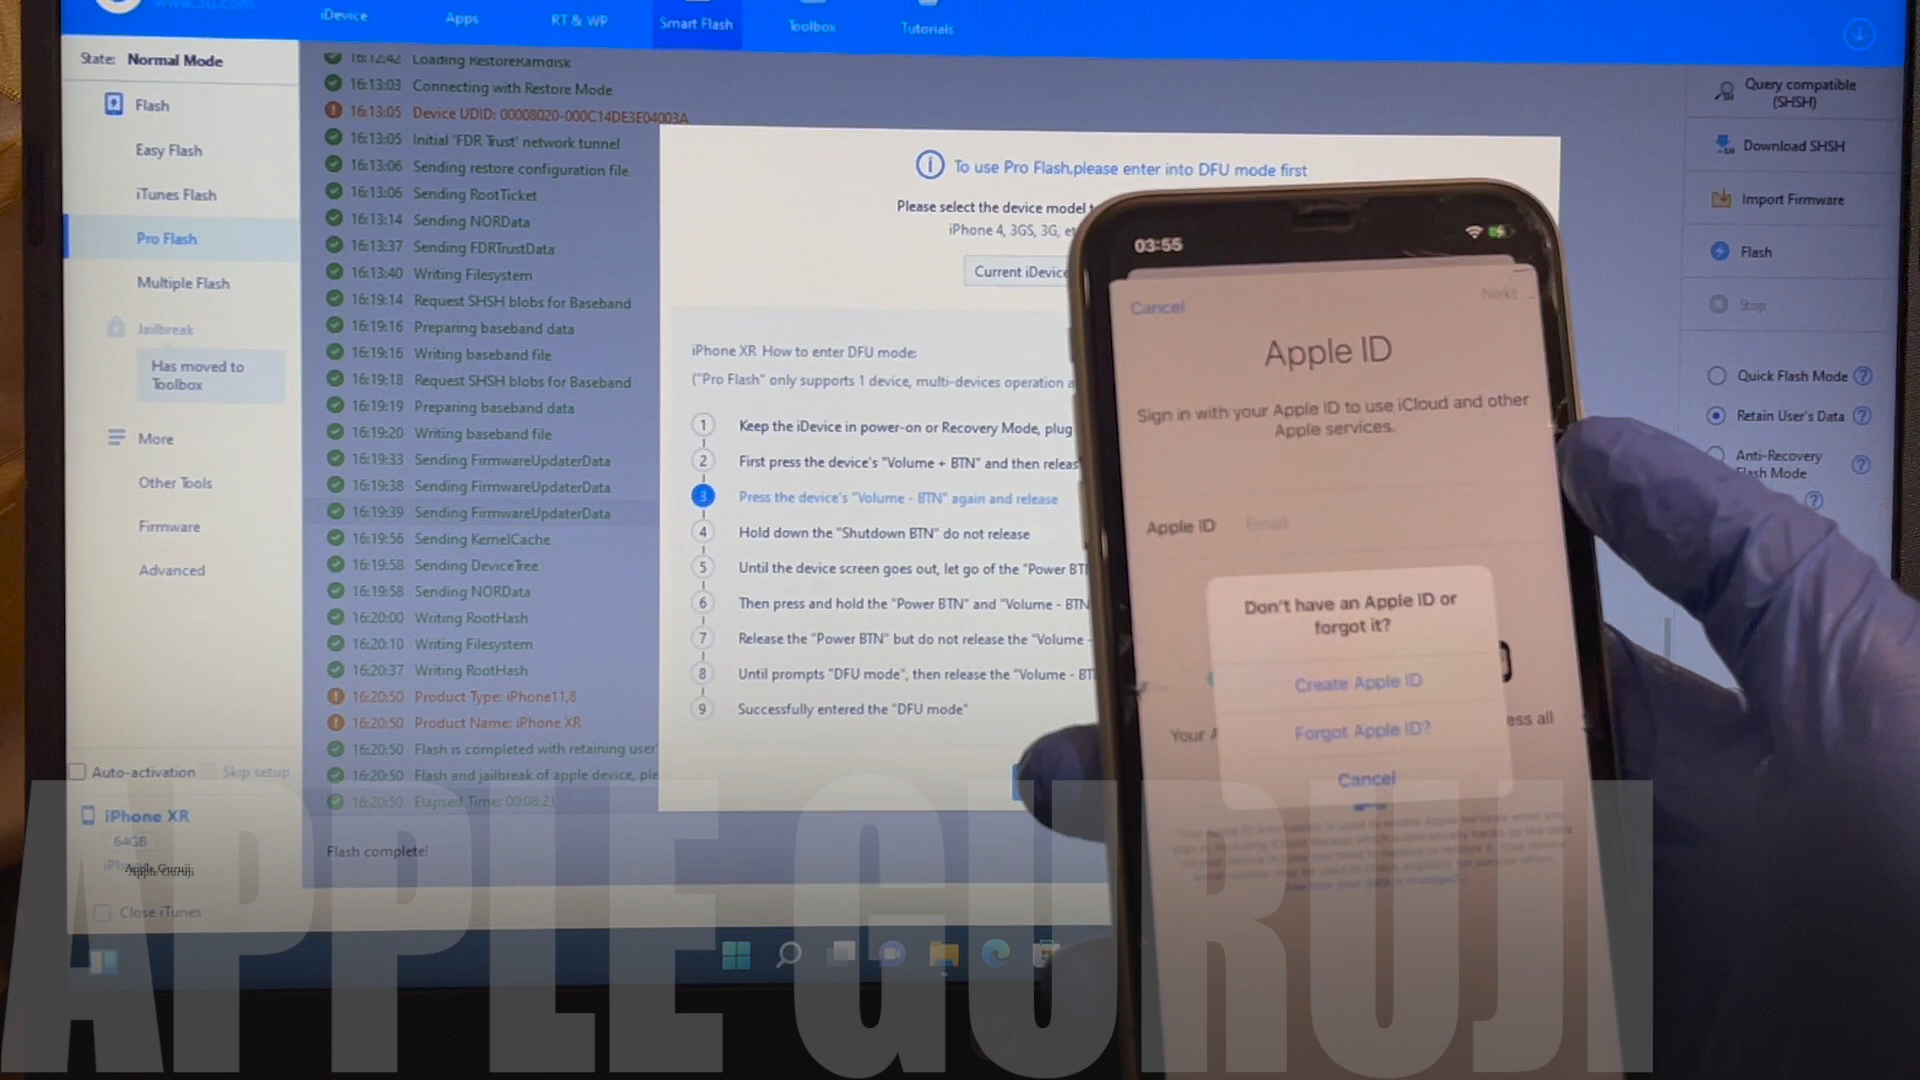 www.3u.com
iDevice
Apps
RT & WP
Smart Flash
Toolbox
Tutorials
State: Normal Mode
Flash
Easy Flash
iTunes Flash
Pro Flash
Multiple Flash
Jailbreak
Has moved to
Toolbox
More
Other Tools
Firmware
Advanced
Auto-activation
Skip setup
iPhone XR
64GB
Apple Guruji
Close iTunes
16:12:42 Loading RestoreRamdisk
16:13:03 Connecting with Restore Mode
16:13:05 Device UDID: 00008020-000C14DE3E04003A
16:13:05 Initial 'FDR Trust' network tunnel
16:13:06 Sending restore configuration file
16:13:06 Sending RootTicket
16:13:14 Sending NORData
16:13:37 Sending FDRTrustData
16:13:40 Writing Filesystem
16:19:14 Request SHSH blobs for Baseband
16:19:16 Preparing baseband data
16:19:16 Writing baseband file
16:19:18 Request SHSH blobs for Baseband
16:19:19 Preparing baseband data
16:19:20 Writing baseband file
16:19:33 Sending FirmwareUpdaterData
16:19:38 Sending FirmwareUpdaterData
16:19:39 Sending FirmwareUpdaterData
16:19:56 Sending KernelCache
16:19:58 Sending DeviceTree
16:19:58 Sending NORData
16:20:00 Writing RootHash
16:20:10 Writing Filesystem
16:20:37 Writing RootHash
16:20:50 Product Type: iPhone11,8
16:20:50 Product Name: iPhone XR
16:20:50 Flash is completed with retaining user'
16:20:50 Flash and jailbreak of apple device, ple
16:20:50 Elapsed Time: 00:08:21
Flash complete!
To use Pro Flash,please enter into DFU mode first
Please select the device model
iPhone 4, 3GS, 3G,
Current iDevice
iPhone XR How to enter DFU mode:
("Pro Flash" only supports 1 device, multi-devices operation
1 Keep the iDevice in power-on or Recovery Mode, plug
2 First press the device's "Volume + BTN" and then releas
3 Press the device's "Volume - BTN" again and release
4 Hold down the "Shutdown BTN" do not release
5 Until the device screen goes out, let go of the "Power BT
6 Then press and hold the "Power BTN" and "Volume - BTN
7 Release the "Power BTN" but do not release the "Volume -
8 Until prompts "DFU mode", then release the "Volume - BT
9 Successfully entered the "DFU mode"
Query compatible
(SHSH)
Download SHSH
Import Firmware
Flash
Stop
Quick Flash Mode ?
Retain User's Data ?
Anti-Recovery
Flash Mode ?
?
03:55
Cancel
Next
Apple ID
Sign in with your Apple ID to use iCloud and other
Apple services.
Apple ID Email
Don't have an Apple ID or
forgot it?
Create Apple ID
Forgot Apple ID?
Cancel
Your A
ess all
APPLE GURUJI